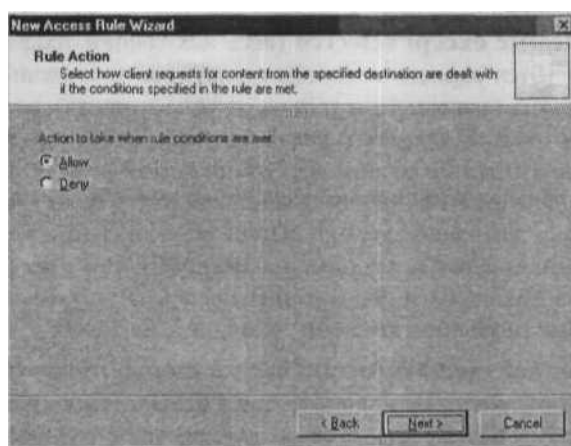 New Access Rule Wizard
Rule Action
Select how client requests for content from the specified destination are dealt with
if the conditions specified in the rule are met.
Action to take when rule conditions are met:
Allow
Deny
< Back
Next >
Cancel